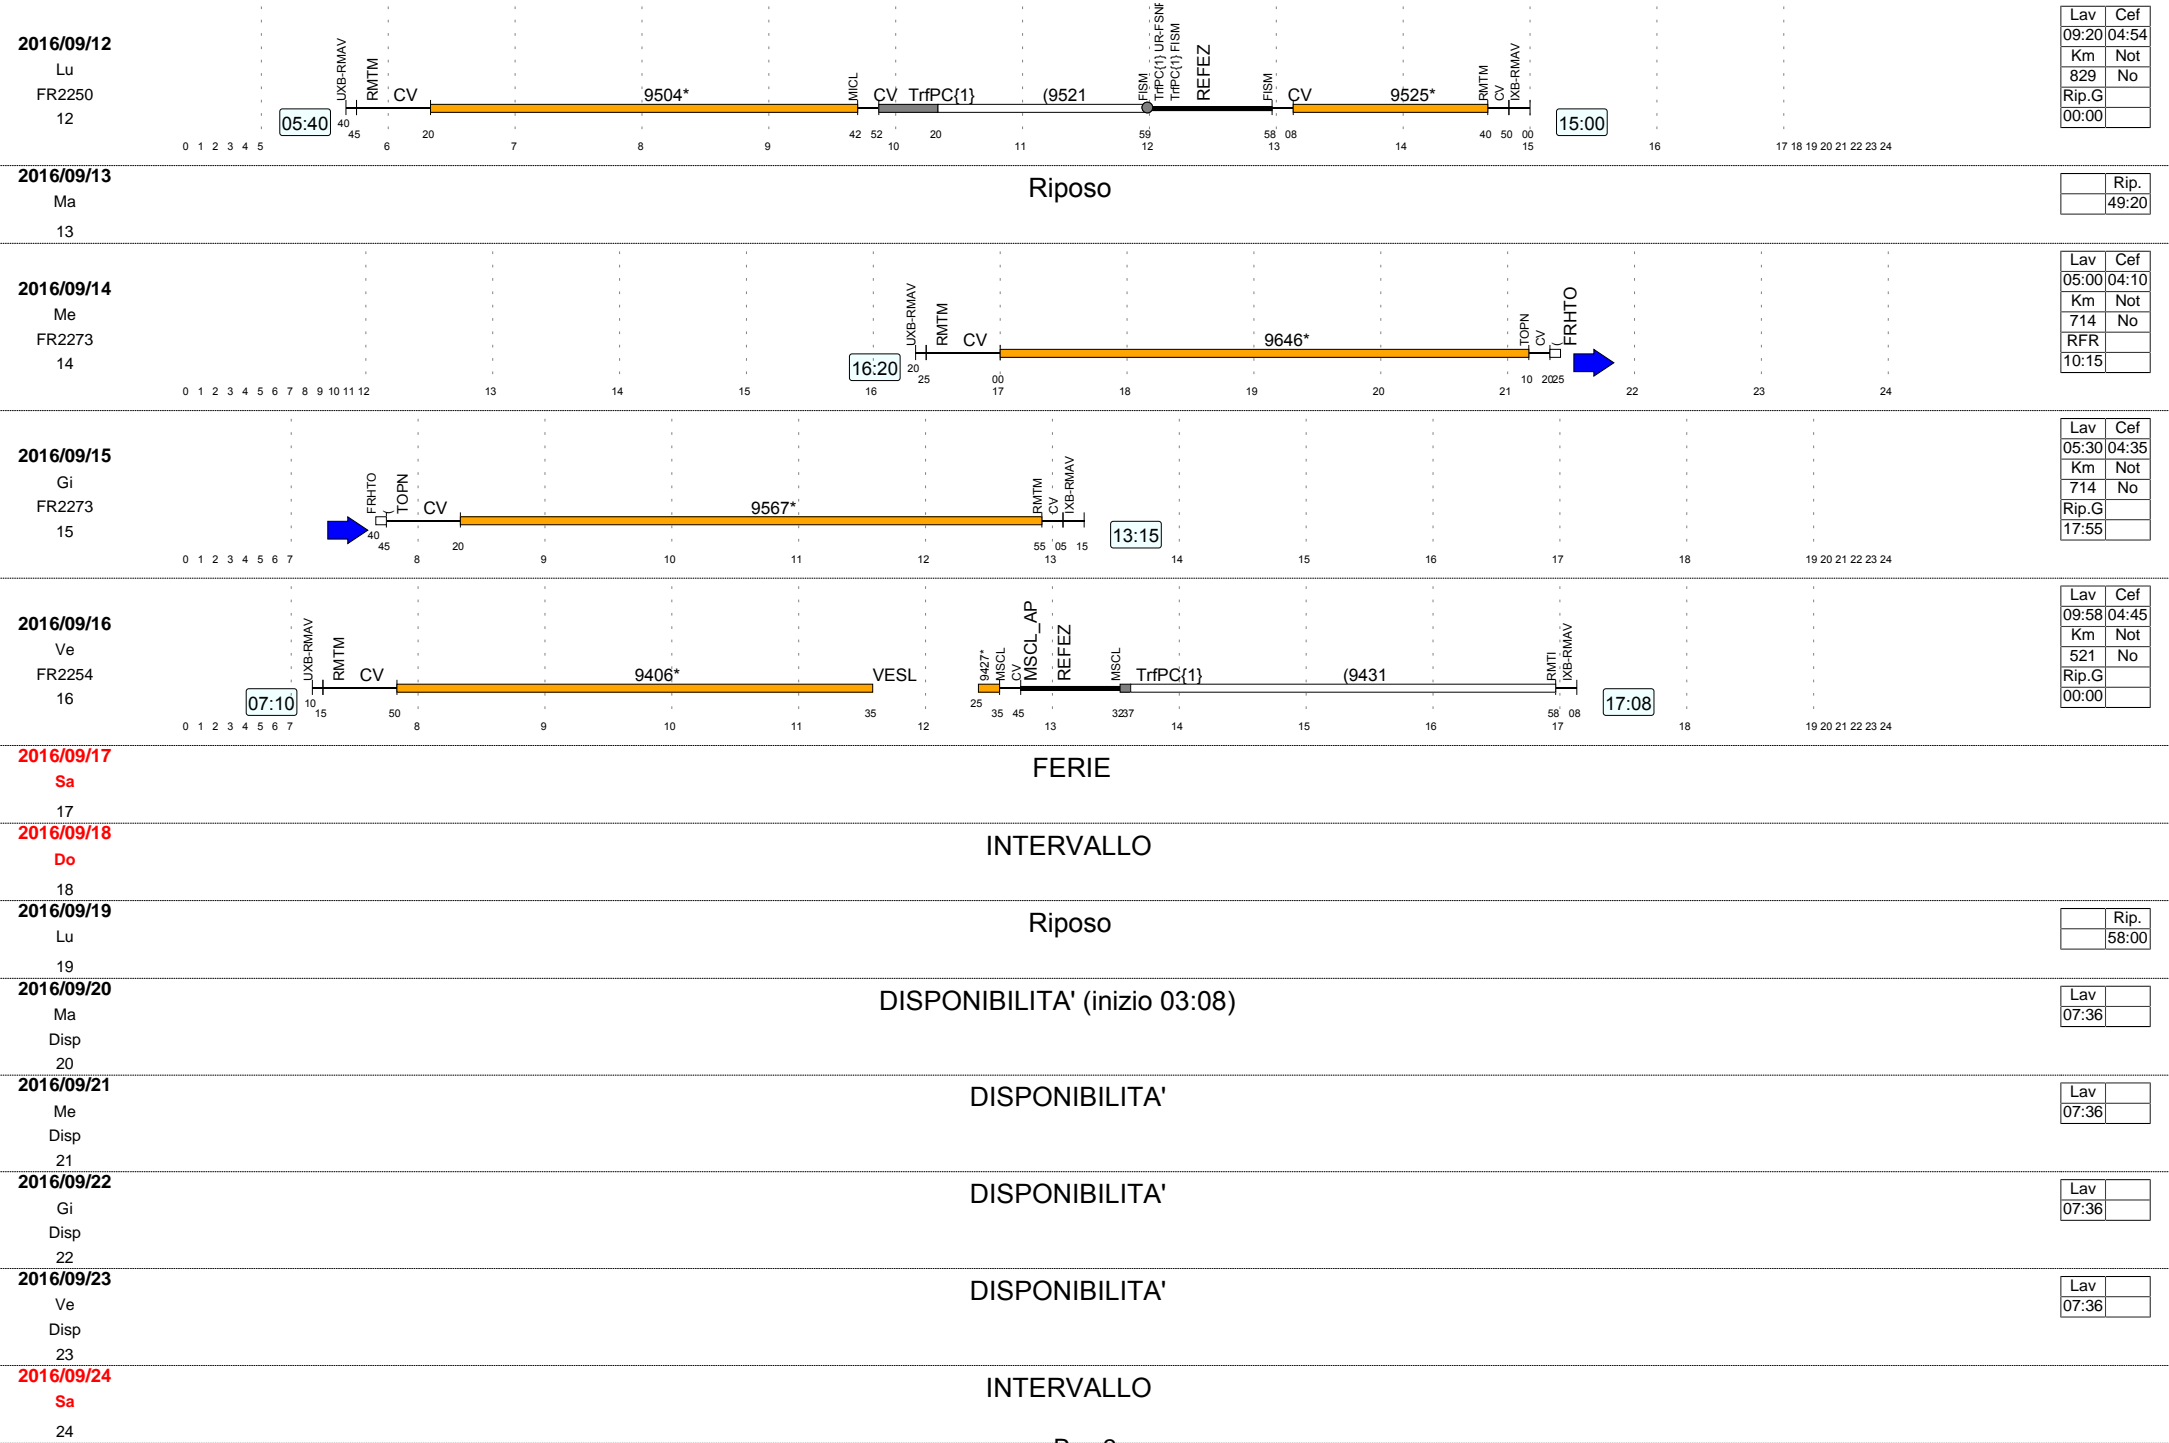 2016/09/12
Lu
FR2250
12
05:40
UXB-RMAV
RMTM
CV
9504*
MICL
CV
TrfPC{1}
(9521
FISM
TrfPC{1} UR-FSNF
TrfPC{1} FISM
REFEZ
FISM
CV
9525*
RMTM
CV
IXB-RMAV
15:00
40 45 20 42 52 20 59 58 08 40 50 00
0 1 2 3 4 5 6 7 8 9 10 11 12 13 14 15 16 17 18 19 20 21 22 23 24
Lav Cef
09:20 04:54
Km Not
829 No
Rip.G
00:00
2016/09/13
Ma
13
Riposo
Rip.
49:20
2016/09/14
Me
FR2273
14
16:20
UXB-RMAV
RMTM
CV
9646*
TOPN
CV
(
FRHTO
20 25 00 10 20 25
0 1 2 3 4 5 6 7 8 9 10 11 12 13 14 15 16 17 18 19 20 21 22 23 24
Lav Cef
05:00 04:10
Km Not
714 No
RFR
10:15
2016/09/15
Gi
FR2273
15
FRHTO
(
TOPN
CV
9567*
RMTM
CV
IXB-RMAV
13:15
40 45 20 55 05 15
0 1 2 3 4 5 6 7 8 9 10 11 12 13 14 15 16 17 18 19 20 21 22 23 24
Lav Cef
05:30 04:35
Km Not
714 No
Rip.G
17:55
2016/09/16
Ve
FR2254
16
07:10
UXB-RMAV
RMTM
CV
9406*
VESL
9427*
MSCL
CV
MSCL_AP
REFEZ
MSCL
TrfPC{1}
(9431
RMTI
IXB-RMAV
17:08
10 15 50 35 25 35 45 32 37 58 08
0 1 2 3 4 5 6 7 8 9 10 11 12 13 14 15 16 17 18 19 20 21 22 23 24
Lav Cef
09:58 04:45
Km Not
521 No
Rip.G
00:00
2016/09/17
Sa
17
FERIE
2016/09/18
Do
18
INTERVALLO
2016/09/19
Lu
19
Riposo
Rip.
58:00
2016/09/20
Ma
Disp
20
DISPONIBILITA' (inizio 03:08)
Lav
07:36
2016/09/21
Me
Disp
21
DISPONIBILITA'
Lav
07:36
2016/09/22
Gi
Disp
22
DISPONIBILITA'
Lav
07:36
2016/09/23
Ve
Disp
23
DISPONIBILITA'
Lav
07:36
2016/09/24
Sa
24
INTERVALLO